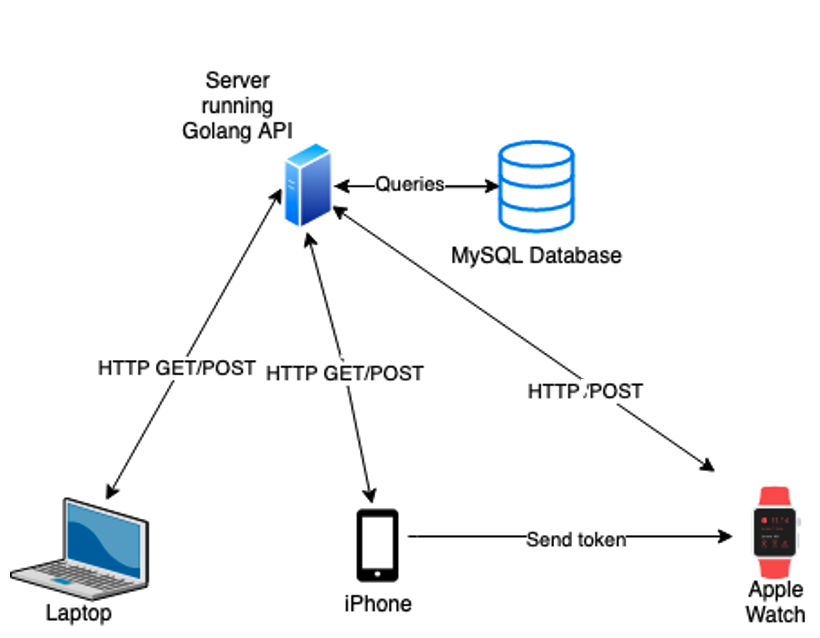 Server
running
Golang API
Queries
MySQL Database
HTTP GET/POST
HTTP GET/POST
HTTP /POST
Send token
Laptop
iPhone
Apple
Watch